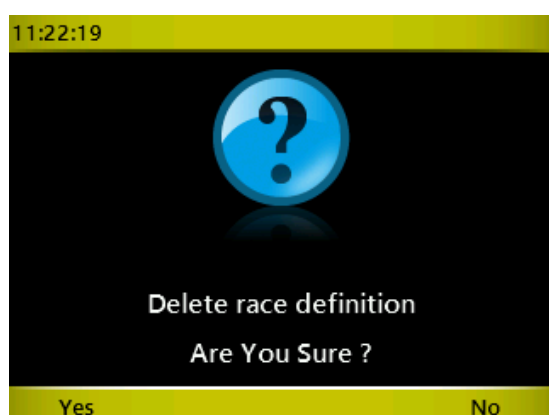 11:22:19
?
Delete race definition
Are You Sure ?
Yes No